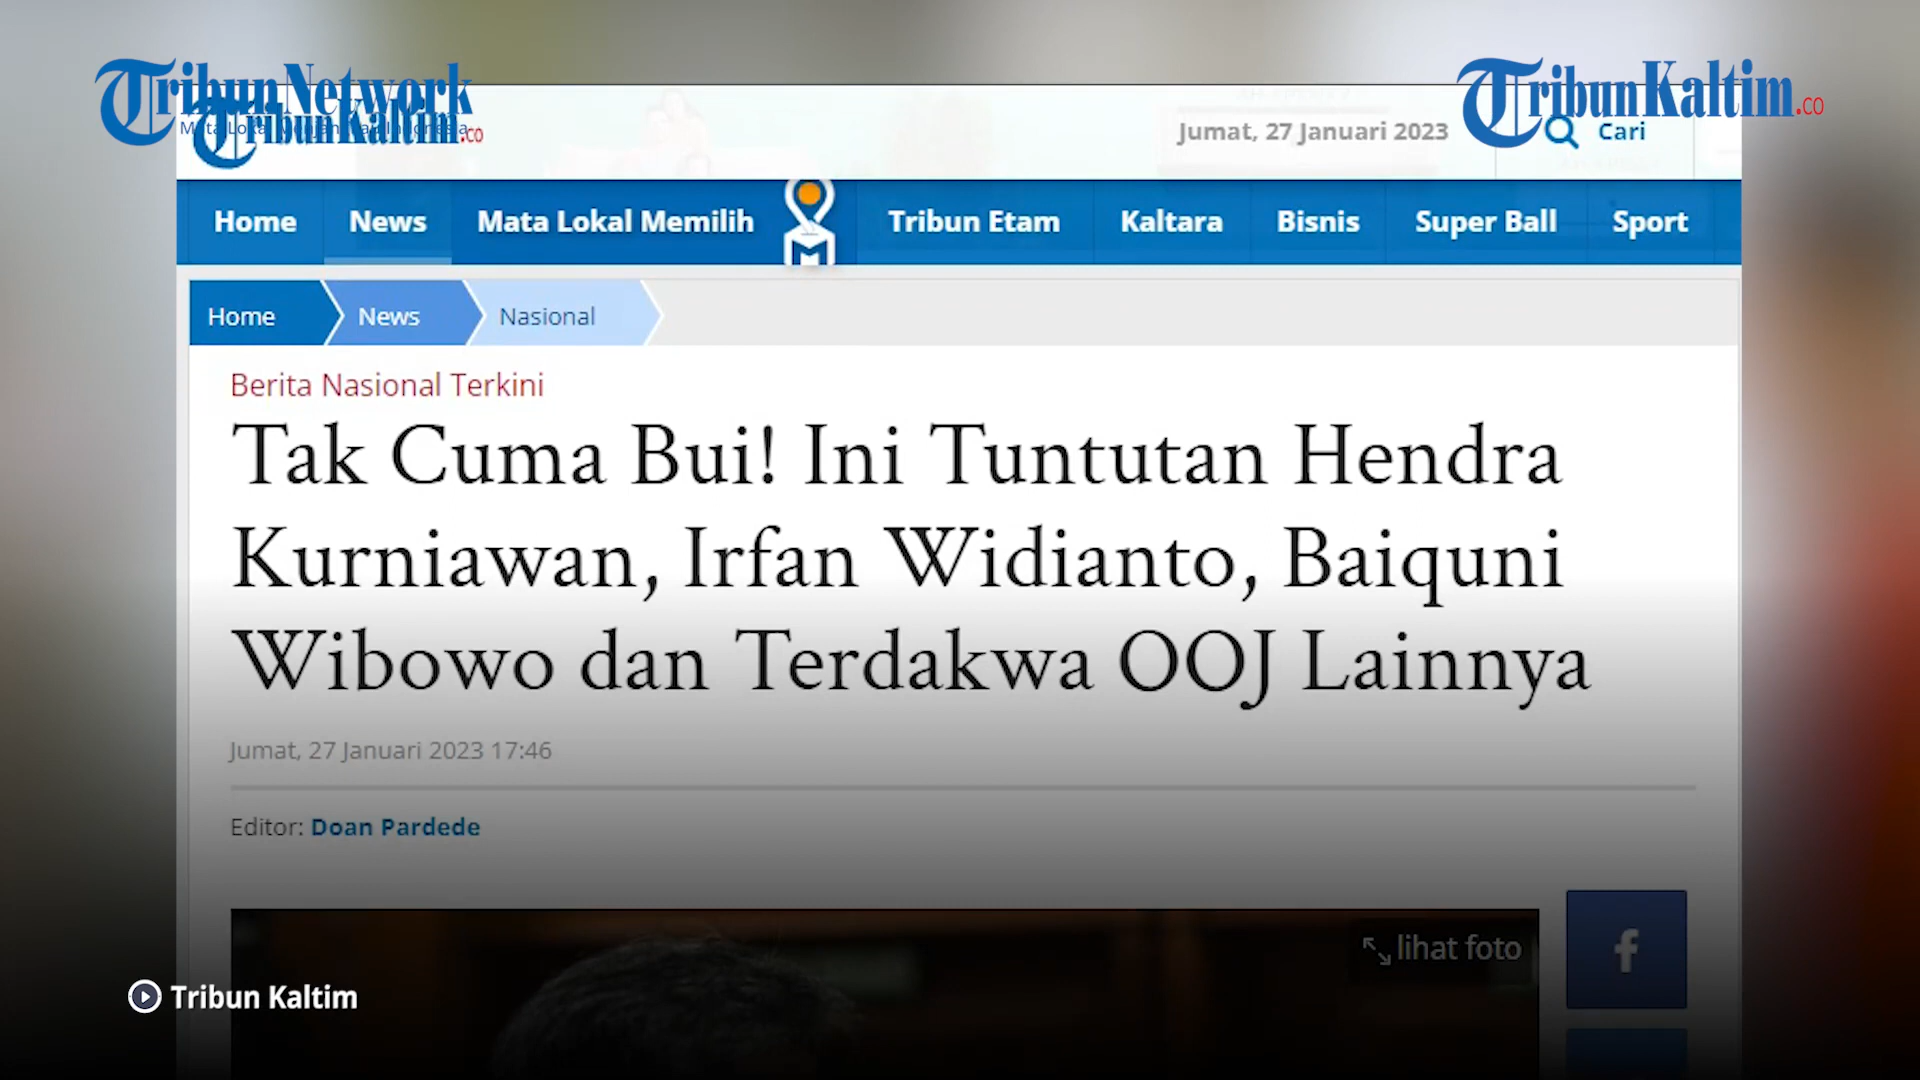 TribunNetwork
TribunKaltim.co
TribunKaltim.co
Jumat, 27 Januari 2023
Cari
Home News Mata Lokal Memilih Tribun Etam Kaltara Bisnis Super Ball Sport
Home News Nasional
Berita Nasional Terkini
Tak Cuma Bui! Ini Tuntutan Hendra
Kurniawan, Irfan Widianto, Baiquni
Wibowo dan Terdakwa OOJ Lainnya
Jumat, 27 Januari 2023 17:46
Editor: Doan Pardede
lihat foto
f
Tribun Kaltim